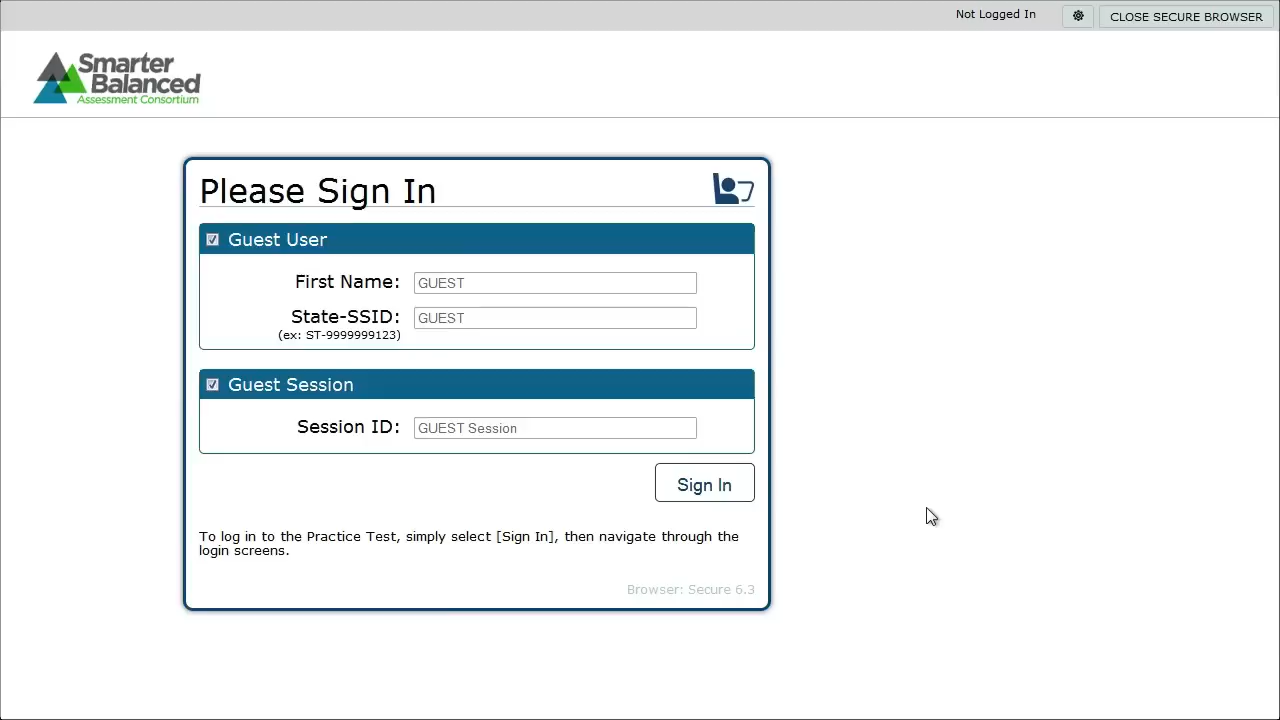 Not Logged In
CLOSE SECURE BROWSER
Smarter
Balanced
Assessment Consortium
Please Sign In
Guest User
First Name: GUEST
State-SSID: GUEST
(ex: ST-9999999123)
Guest Session
Session ID: GUEST Session
Sign In
To log in to the Practice Test, simply select [Sign In], then navigate through the
login screens.
Browser: Secure 6.3